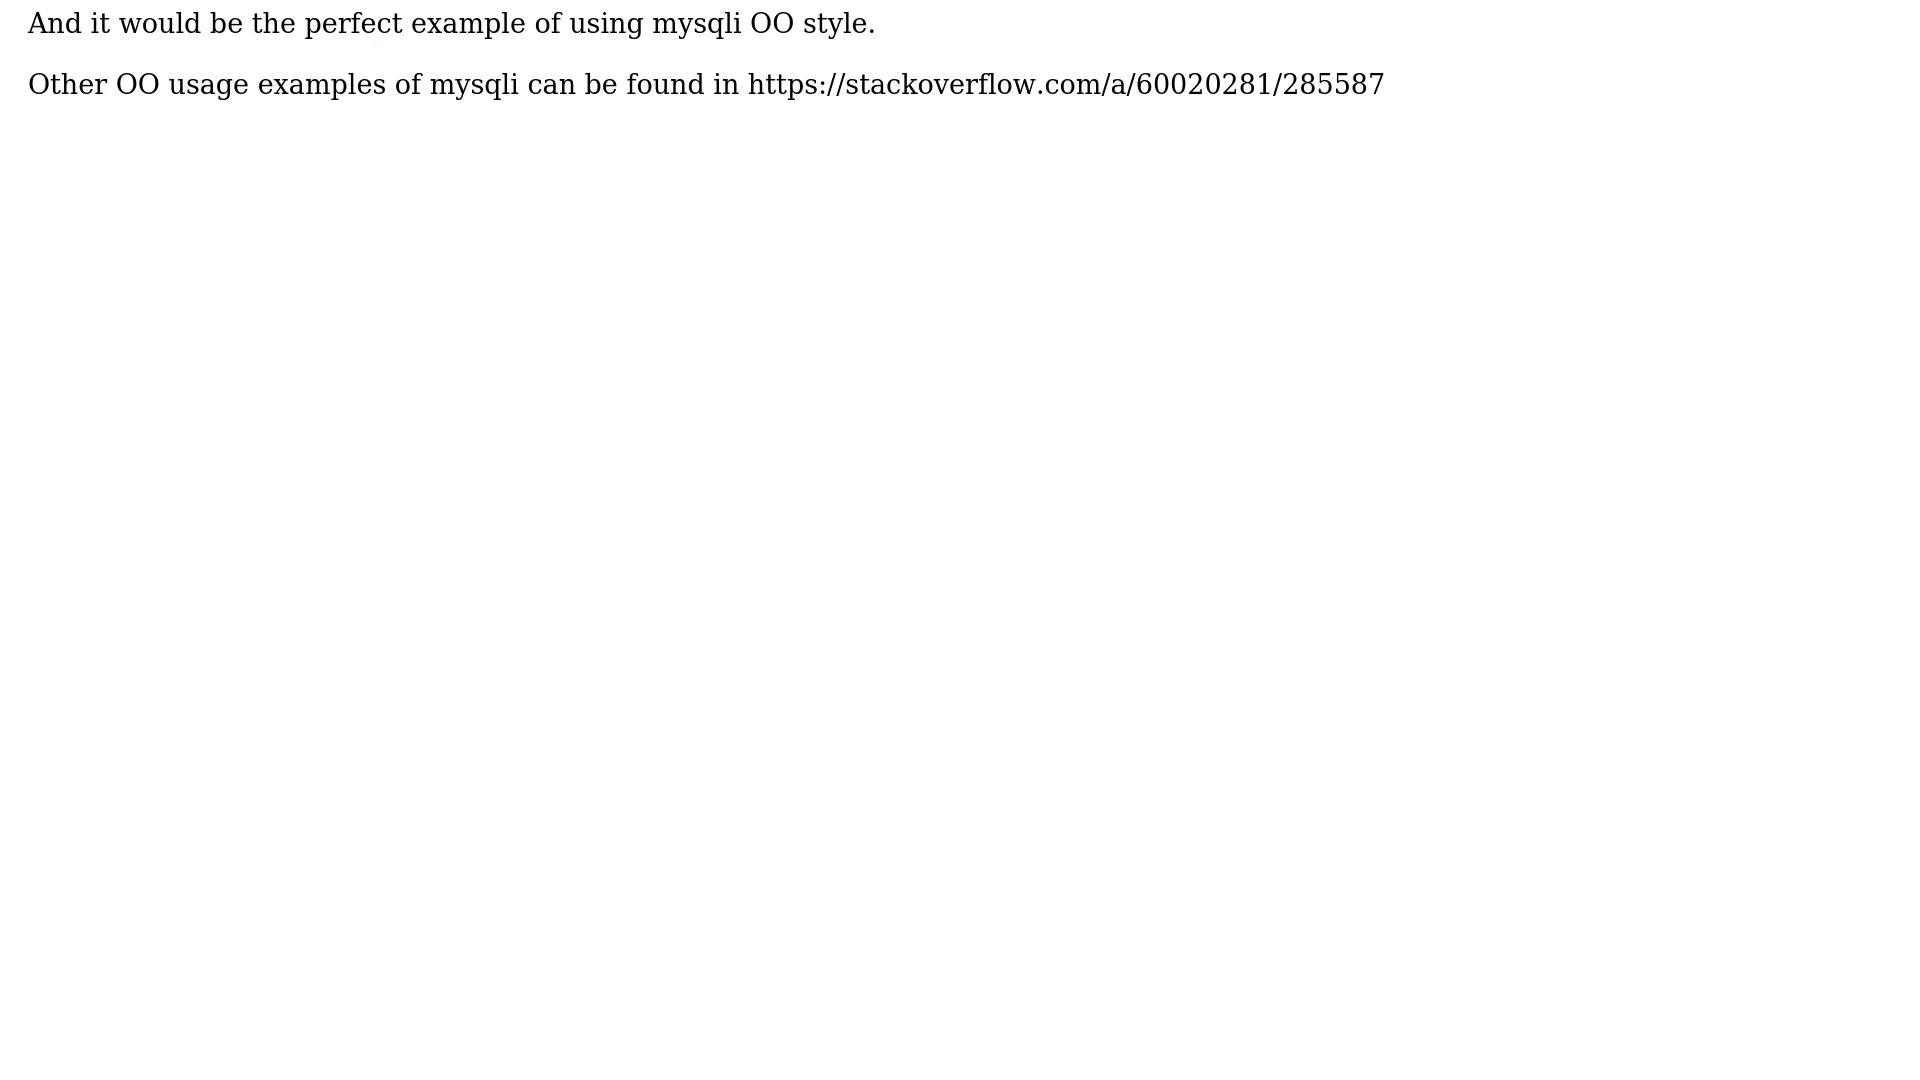 And it would be the perfect example of using mysqli OO style.
Other OO usage examples of mysqli can be found in https://stackoverflow.com/a/60020281/285587